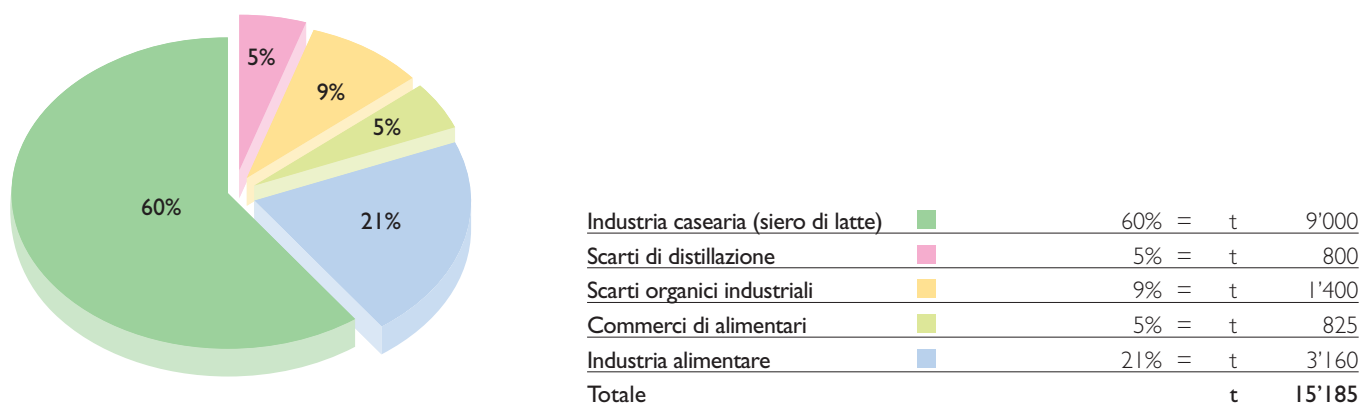 5%
9%
5%
60%
21%
Industria casearia (siero di latte) 60% = t 9’000
Scarti di distillazione 5% = t 800
Scarti organici industriali 9% = t 1’400
Commerci di alimentari 5% = t 825
Industria alimentare 21% = t 3’160
Totale t 15’185